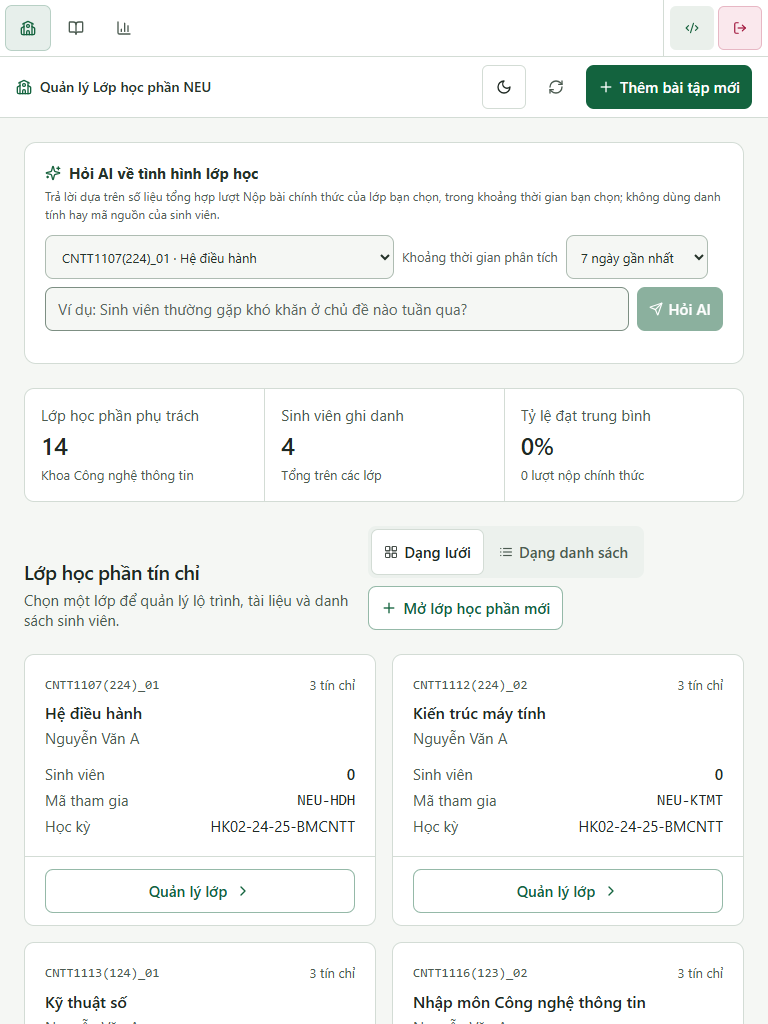 Quản lý Lớp học phần NEU
Thêm bài tập mới
Hỏi AI về tình hình lớp học
Trả lời dựa trên số liệu tổng hợp lượt Nộp bài chính thức của lớp bạn chọn, trong khoảng thời gian bạn chọn; không dùng danh
tính hay mã nguồn của sinh viên.
CNTT1107(224)_01 · Hệ điều hành
Khoảng thời gian phân tích
7 ngày gần nhất
Ví dụ: Sinh viên thường gặp khó khăn ở chủ đề nào tuần qua?
Hỏi AI
Lớp học phần phụ trách
14
Khoa Công nghệ thông tin
Sinh viên ghi danh
4
Tổng trên các lớp
Tỷ lệ đạt trung bình
0%
0 lượt nộp chính thức
Lớp học phần tín chỉ
Chọn một lớp để quản lý lộ trình, tài liệu và danh
sách sinh viên.
Dạng lưới
Dạng danh sách
Mở lớp học phần mới
CNTT1107(224)_01
3 tín chỉ
Hệ điều hành
Nguyễn Văn A
Sinh viên 0
Mã tham gia NEU-HDH
Học kỳ HK02-24-25-BMCNTT
Quản lý lớp
CNTT1112(224)_02
3 tín chỉ
Kiến trúc máy tính
Nguyễn Văn A
Sinh viên 0
Mã tham gia NEU-KTMT
Học kỳ HK02-24-25-BMCNTT
Quản lý lớp
CNTT1113(124)_01
3 tín chỉ
Kỹ thuật số
CNTT1116(123)_02
3 tín chỉ
Nhập môn Công nghệ thông tin